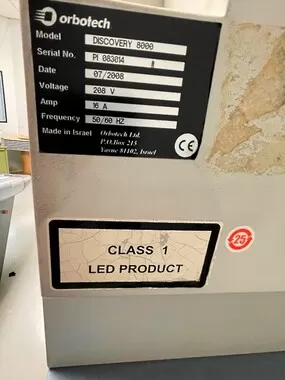 orbotech
Model DISCOVERY 8000
Part No. PI 083014
Date 07/2008
Voltage 208 V
Amp 16 A
Frequency 50/60 HZ
Made in Israel Orbotech Ltd.
P.O.Box 215
Yavne 81102, Israel
CE
CLASS 1
LED PRODUCT
25